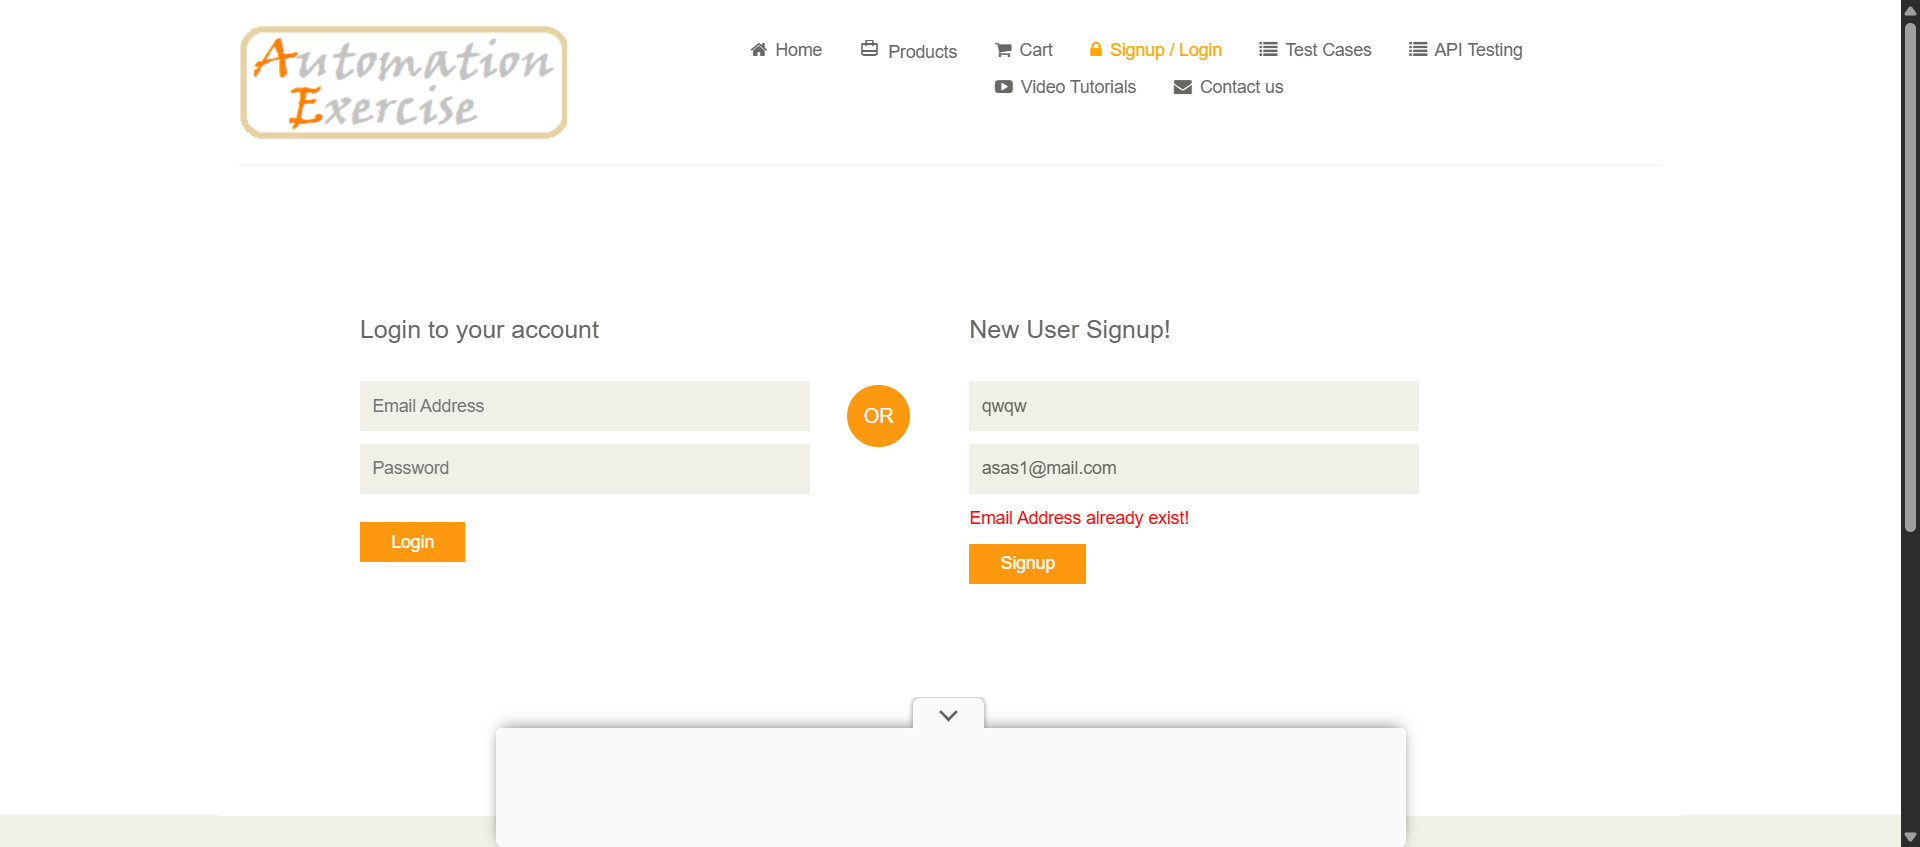 Automation
Exercise
Home Products Cart Signup / Login Test Cases API Testing
Video Tutorials Contact us
Login to your account
Email Address
Password
Login
OR
New User Signup!
qwqw
asas1@mail.com
Email Address already exist!
Signup